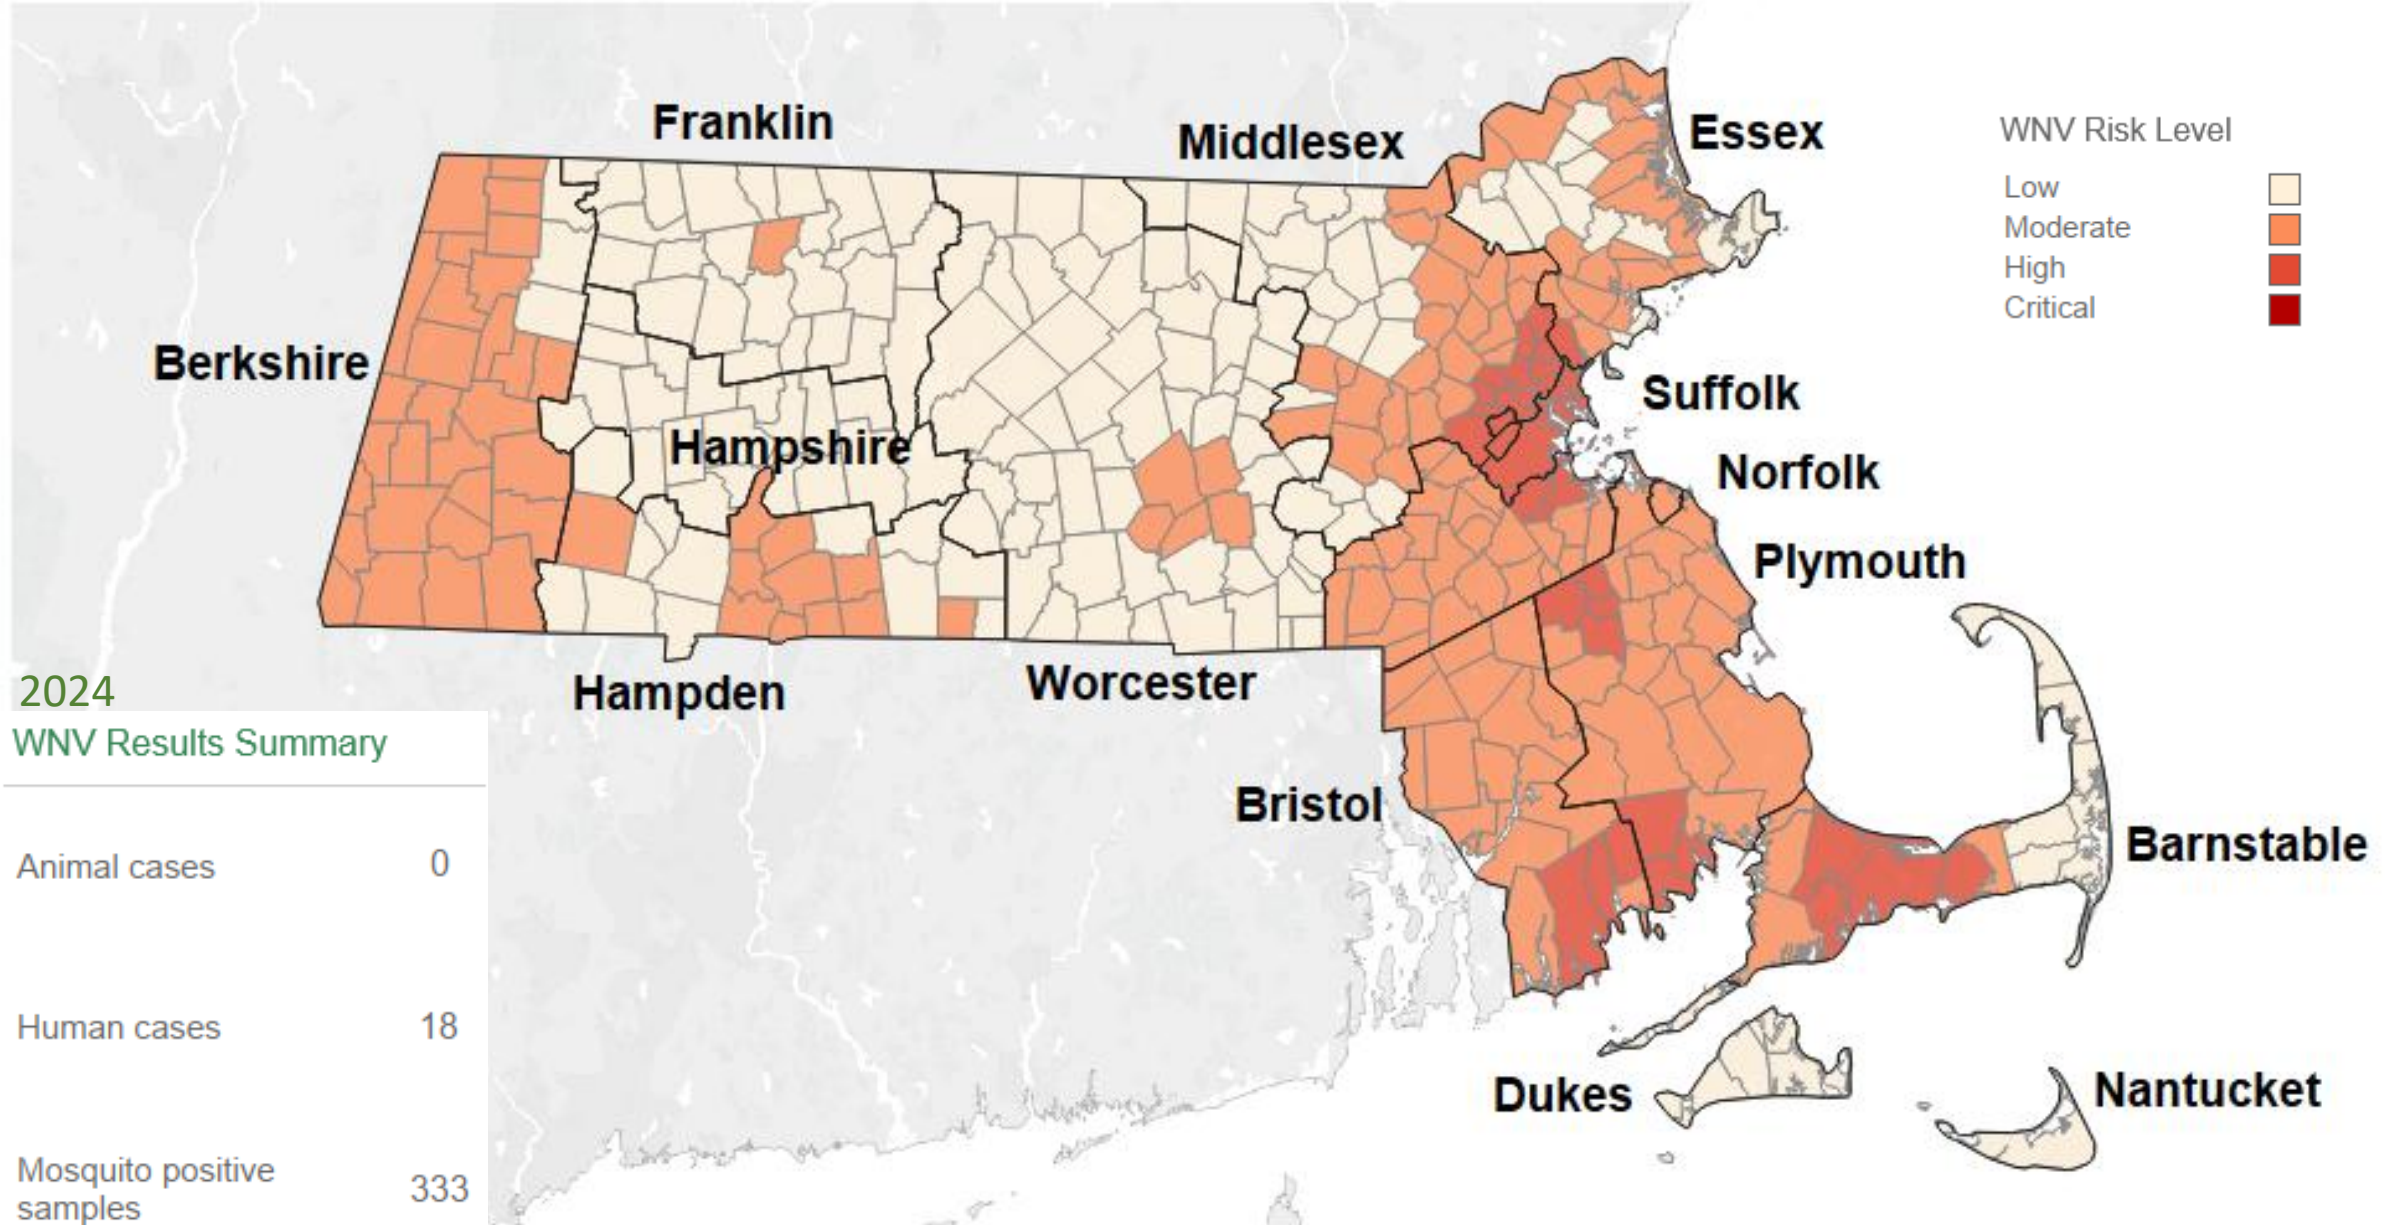 Franklin
Middlesex
Essex
WNV Risk Level
Low
Moderate
High
Critical
Berkshire
Suffolk
Hampshire
Norfolk
Plymouth
Hampden
Worcester
2024
WNV Results Summary
Bristol
Barnstable
Animal cases 0
Human cases 18
Dukes
Nantucket
Mosquito positive
samples 333